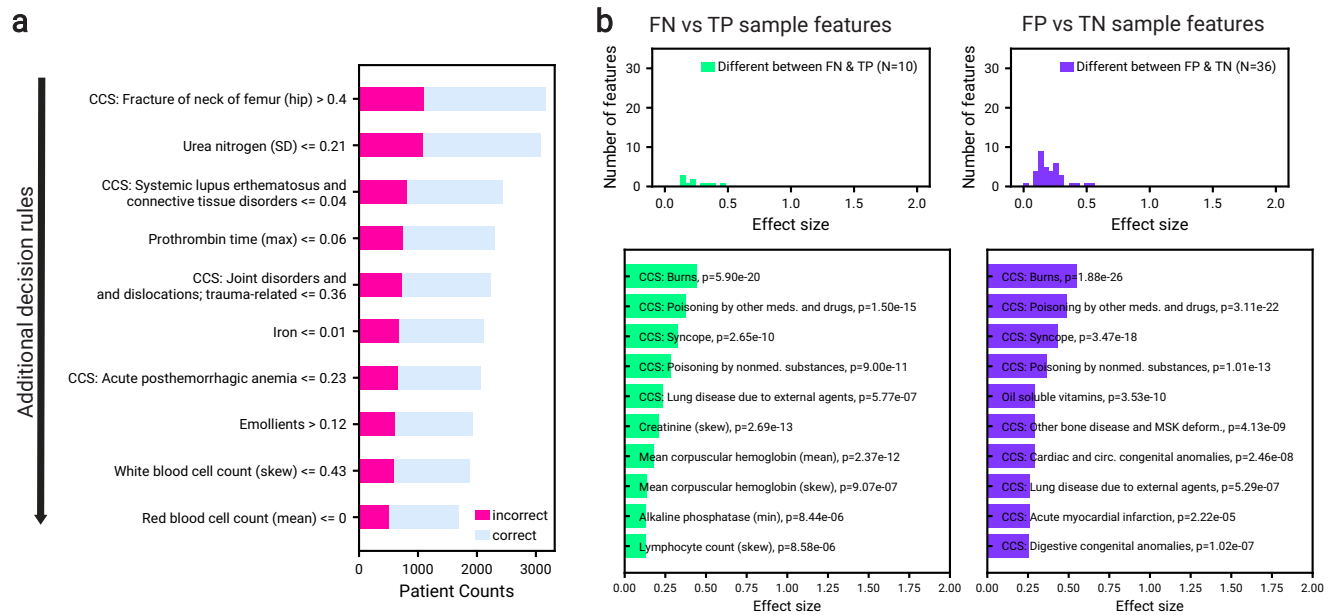 a
Additional decision rules
CCS: Fracture of neck of femur (hip) > 0.4
Urea nitrogen (SD) <= 0.21
CCS: Systemic lupus erthematosus and
connective tissue disorders <= 0.04
Prothrombin time (max) <= 0.06
CCS: Joint disorders and
and dislocations; trauma-related <= 0.36
Iron <= 0.01
CCS: Acute posthemorrhagic anemia <= 0.23
Emollients > 0.12
White blood cell count (skew) <= 0.43
Red blood cell count (mean) <= 0
incorrect
correct
0 1000 2000 3000
Patient Counts
b
FN vs TP sample features
Number of features
30
20
10
0
Different between FN & TP (N=10)
0.0 0.5 1.0 1.5 2.0
Effect size
CCS: Burns, p=5.90e-20
CCS: Poisoning by other meds. and drugs, p=1.50e-15
CCS: Syncope, p=2.65e-10
CCS: Poisoning by nonmed. substances, p=9.00e-11
CCS: Lung disease due to external agents, p=5.77e-07
Creatinine (skew), p=2.69e-13
Mean corpuscular hemoglobin (mean), p=2.37e-12
Mean corpuscular hemoglobin (skew), p=9.07e-07
Alkaline phosphatase (min), p=8.44e-06
Lymphocyte count (skew), p=8.58e-06
0.00 0.25 0.50 0.75 1.00 1.25 1.50 1.75 2.00
Effect size
FP vs TN sample features
Number of features
30
20
10
0
Different between FP & TN (N=36)
0.0 0.5 1.0 1.5 2.0
Effect size
CCS: Burns, p=1.88e-26
CCS: Poisoning by other meds. and drugs, p=3.11e-22
CCS: Syncope, p=3.47e-18
CCS: Poisoning by nonmed. substances, p=1.01e-13
Oil soluble vitamins, p=3.53e-10
CCS: Other bone disease and MSK deform., p=4.13e-09
CCS: Cardiac and circ. congenital anomalies, p=2.46e-08
CCS: Lung disease due to external agents, p=5.29e-07
CCS: Acute myocardial infarction, p=2.22e-05
CCS: Digestive congenital anomalies, p=1.02e-07
0.00 0.25 0.50 0.75 1.00 1.25 1.50 1.75 2.00
Effect size